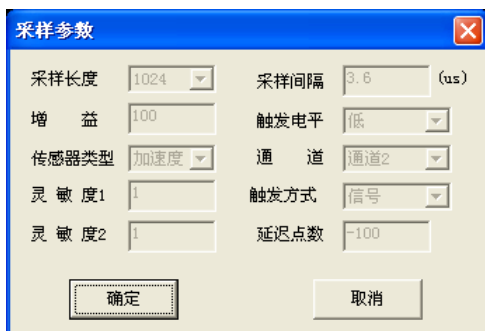 采样参数
采样长度 1024 采样间隔 3.6 (us)
增 益 100 触发电平 低
传感器类型 加速度 通 道 通道2
灵 敏 度1 1 触发方式 信号
灵 敏 度2 1 延迟点数 -100
确定 取消